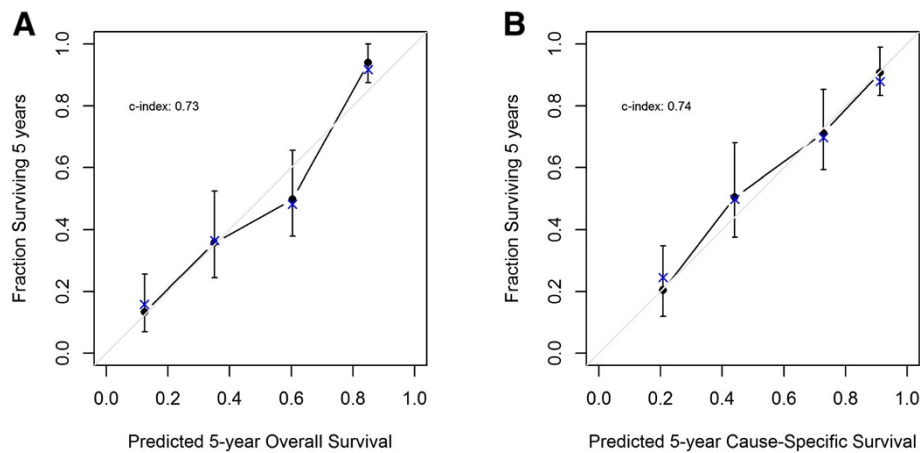 A
Fraction Surviving 5 years
1.0
0.8
0.6
0.4
0.2
0.0
c-index: 0.73
0.0 0.2 0.4 0.6 0.8 1.0
Predicted 5-year Overall Survival
B
Fraction Surviving 5 years
1.0
0.8
0.6
0.4
0.2
0.0
c-index: 0.74
0.0 0.2 0.4 0.6 0.8 1.0
Predicted 5-year Cause-Specific Survival